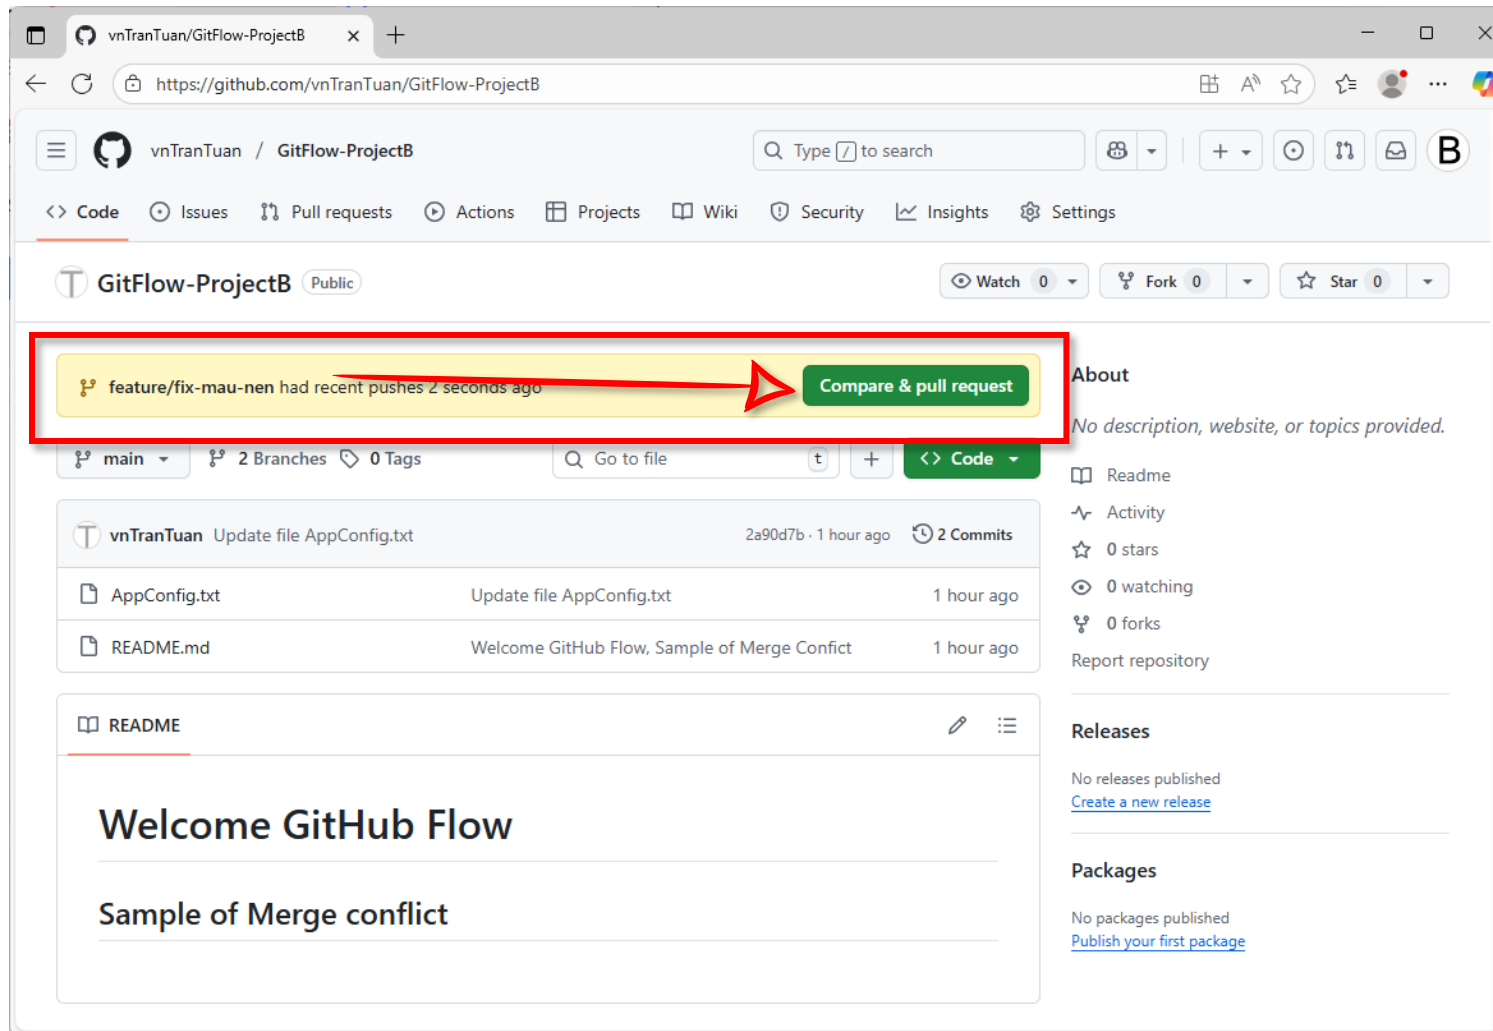 vnTranTuan/GitFlow-ProjectB
https://github.com/vnTranTuan/GitFlow-ProjectB
vnTranTuan / GitFlow-ProjectB
Type / to search
B
Code Issues Pull requests Actions Projects Wiki Security Insights Settings
T GitFlow-ProjectB Public
Watch 0 Fork 0 Star 0
feature/fix-mau-nen had recent pushes 2 seconds ago Compare & pull request
main 2 Branches 0 Tags Go to file t Code
T vnTranTuan Update file AppConfig.txt 2a90d7b · 1 hour ago 2 Commits
AppConfig.txt Update file AppConfig.txt 1 hour ago
README.md Welcome GitHub Flow, Sample of Merge Confict 1 hour ago
README
Welcome GitHub Flow
Sample of Merge conflict
About
No description, website, or topics provided.
Readme
Activity
0 stars
0 watching
0 forks
Report repository
Releases
No releases published
Create a new release
Packages
No packages published
Publish your first package